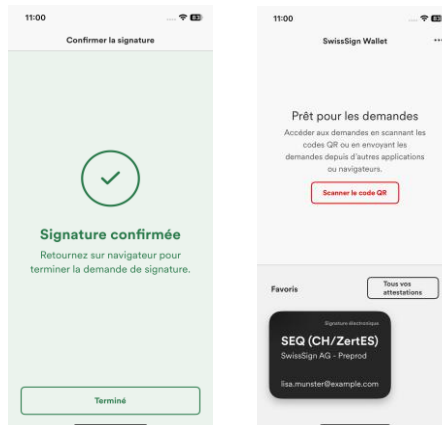 11:00
83
Confirmer la signature
Signature confirmée
Retournez sur navigateur pour
terminer la demande de signature.
Terminé
11:00
83
SwissSign Wallet
Prêt pour les demandes
Accéder aux demandes en scannant les
codes QR ou en envoyant les
demandes depuis d'autres applications
ou navigateurs.
Scanner le code QR
Favoris
Tous vos
attestations
Signature électronique
SEQ (CH/ZertES)
SwissSign AG - Preprod
lisa.munster@example.com